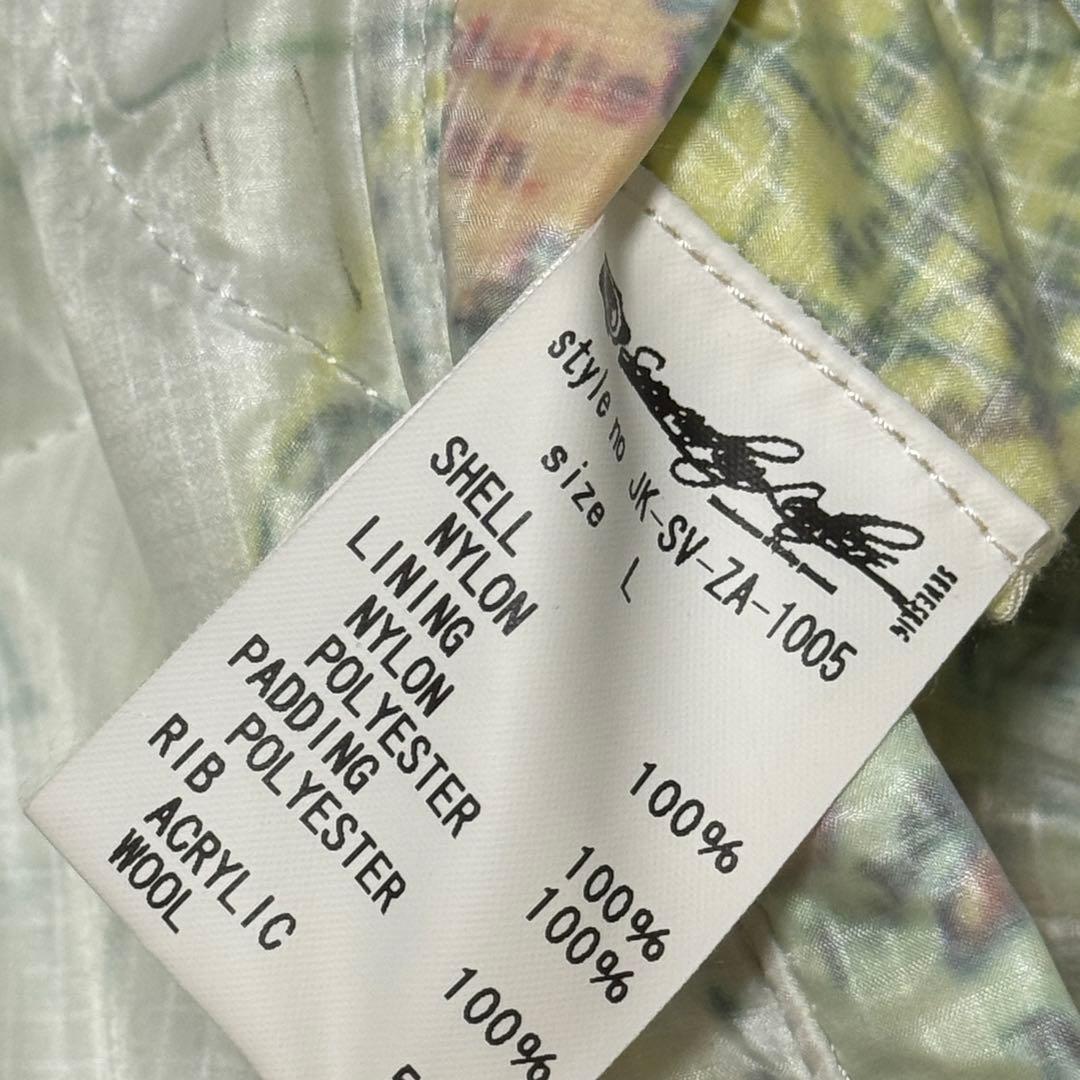 style no JK-SV-ZA-1005
size L
SHELL
NYLON 100%
LINING
NYLON 100%
POLYESTER 100%
PADDING
POLYESTER 100%
RIB
ACRYLIC
WOOL